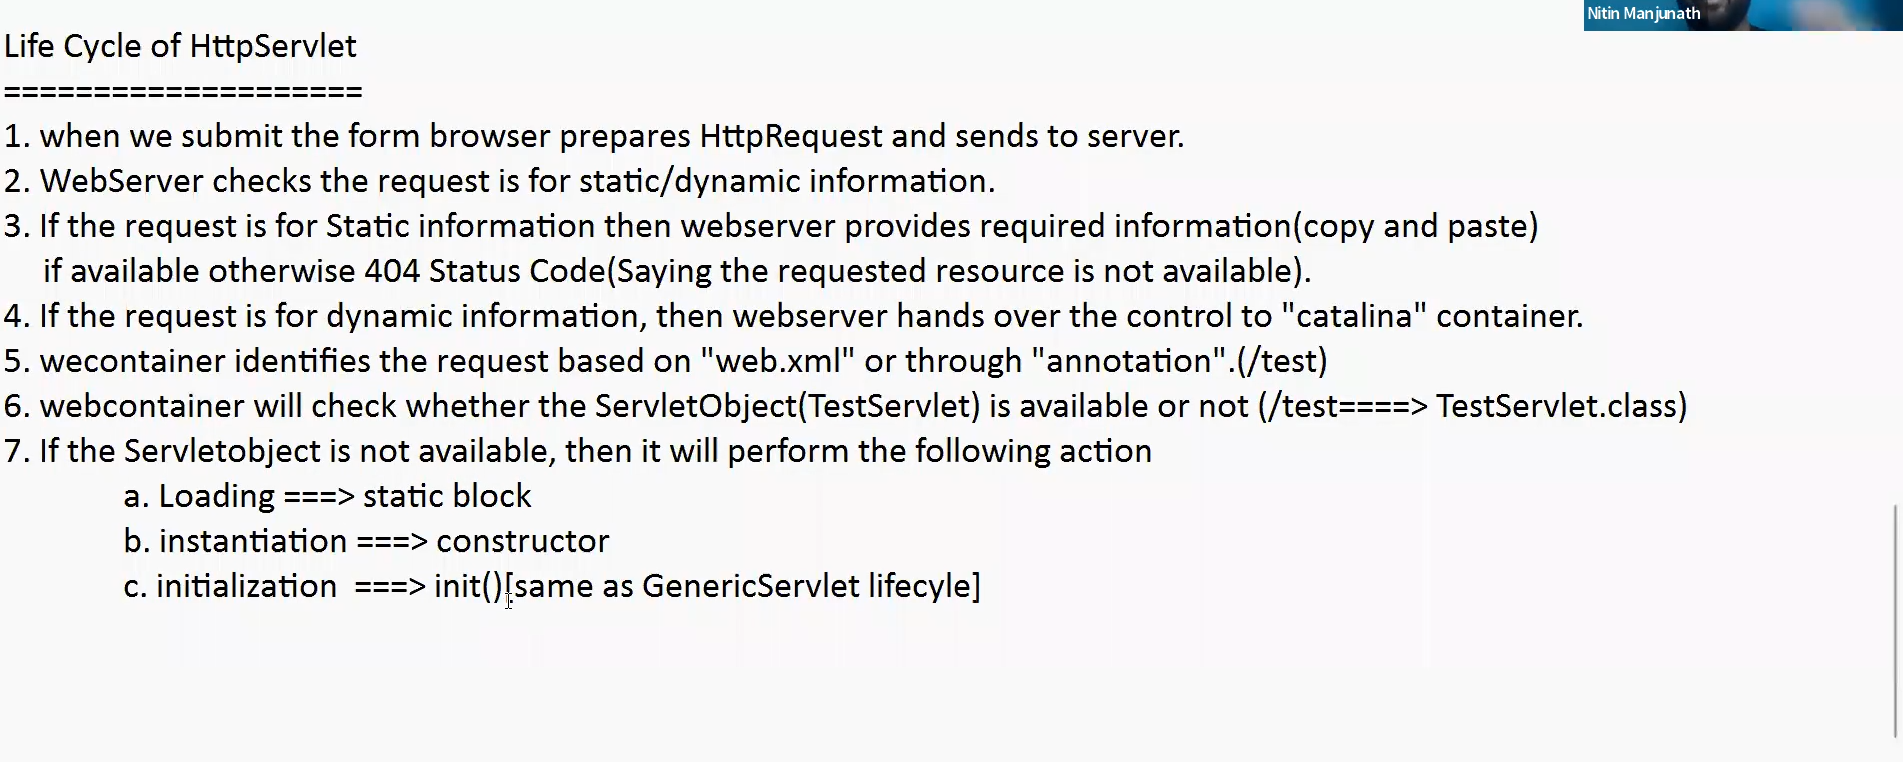 Nitin Manjunath
Life Cycle of HttpServlet
====================
1. when we submit the form browser prepares HttpRequest and sends to server.
2. WebServer checks the request is for static/dynamic information.
3. If the request is for Static information then webserver provides required information(copy and paste)
if available otherwise 404 Status Code(Saying the requested resource is not available).
4. If the request is for dynamic information, then webserver hands over the control to "catalina" container.
5. wecontainer identifies the request based on "web.xml" or through "annotation".(/test)
6. webcontainer will check whether the ServletObject(TestServlet) is available or not (/test====> TestServlet.class)
7. If the Servletobject is not available, then it will perform the following action
a. Loading ===> static block
b. instantiation ===> constructor
c. initialization ===> init()[same as GenericServlet lifecyle]